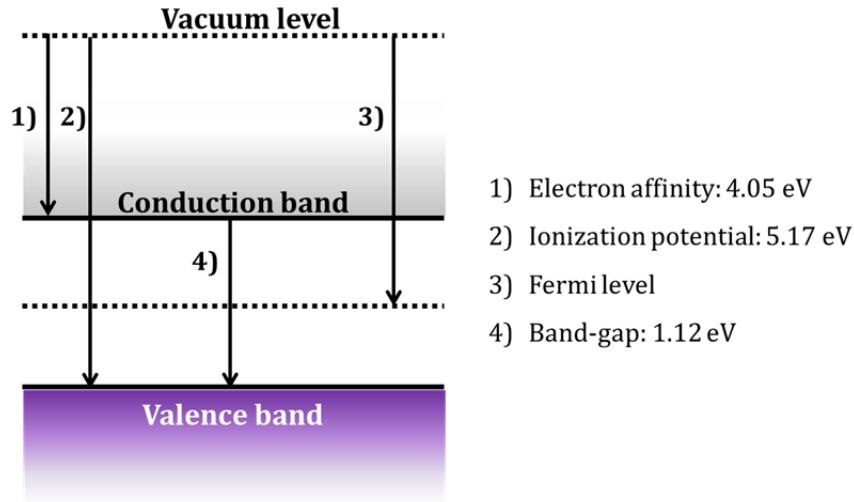 Vacuum level
1)
2)
3)
Conduction band
4)
Valence band
1) Electron affinity: 4.05 eV
2) Ionization potential: 5.17 eV
3) Fermi level
4) Band-gap: 1.12 eV